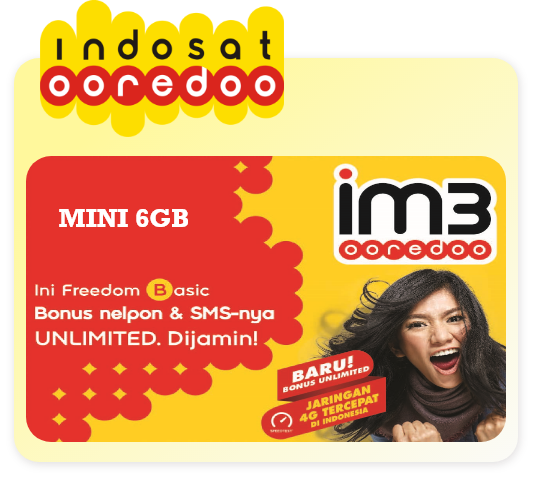 indosat
ooredoo
im3
ooredoo
MINI 6GB
Ini Freedom Basic
Bonus nelpon & SMS-nya
UNLIMITED. Dijamin!
BARU!
BONUS UNLIMITED
JARINGAN
4G TERCEPAT
DI INDONESIA
SPEEDTEST